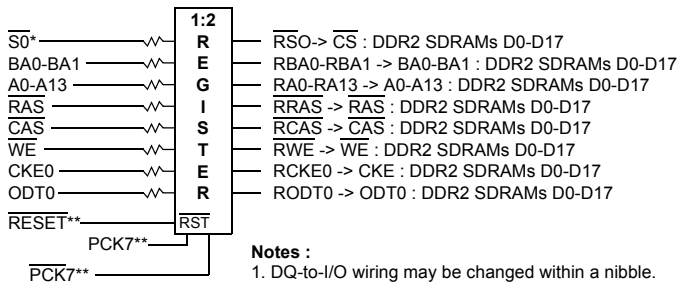 1:2
S0* R RSO-> CS : DDR2 SDRAMs D0-D17
BA0-BA1 E RBA0-RBA1 -> BA0-BA1 : DDR2 SDRAMs D0-D17
A0-A13 G RA0-RA13 -> A0-A13 : DDR2 SDRAMs D0-D17
RAS I RRAS -> RAS : DDR2 SDRAMs D0-D17
CAS S RCAS -> CAS : DDR2 SDRAMs D0-D17
WE T RWE -> WE : DDR2 SDRAMs D0-D17
CKE0 E RCKE0 -> CKE : DDR2 SDRAMs D0-D17
ODT0 R RODT0 -> ODT0 : DDR2 SDRAMs D0-D17
RESET** RST
PCK7**
PCK7**
Notes :
1. DQ-to-I/O wiring may be changed within a nibble.